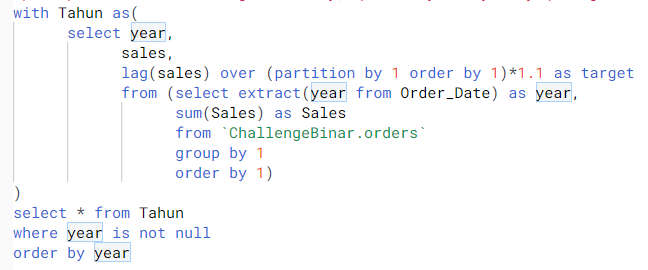 with Tahun as(
select year,
sales,
lag(sales) over (partition by 1 order by 1)*1.1 as target
from (select extract(year from Order_Date) as year,
sum(Sales) as Sales
from `ChallengeBinar.orders`
group by 1
order by 1)
)
select * from Tahun
where year is not null
order by year